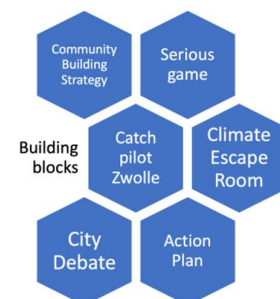 Community
Building
Strategy
Serious
game
Building
blocks
Catch
pilot
Zwolle
Climate
Escape
Room
City
Debate
Action
Plan